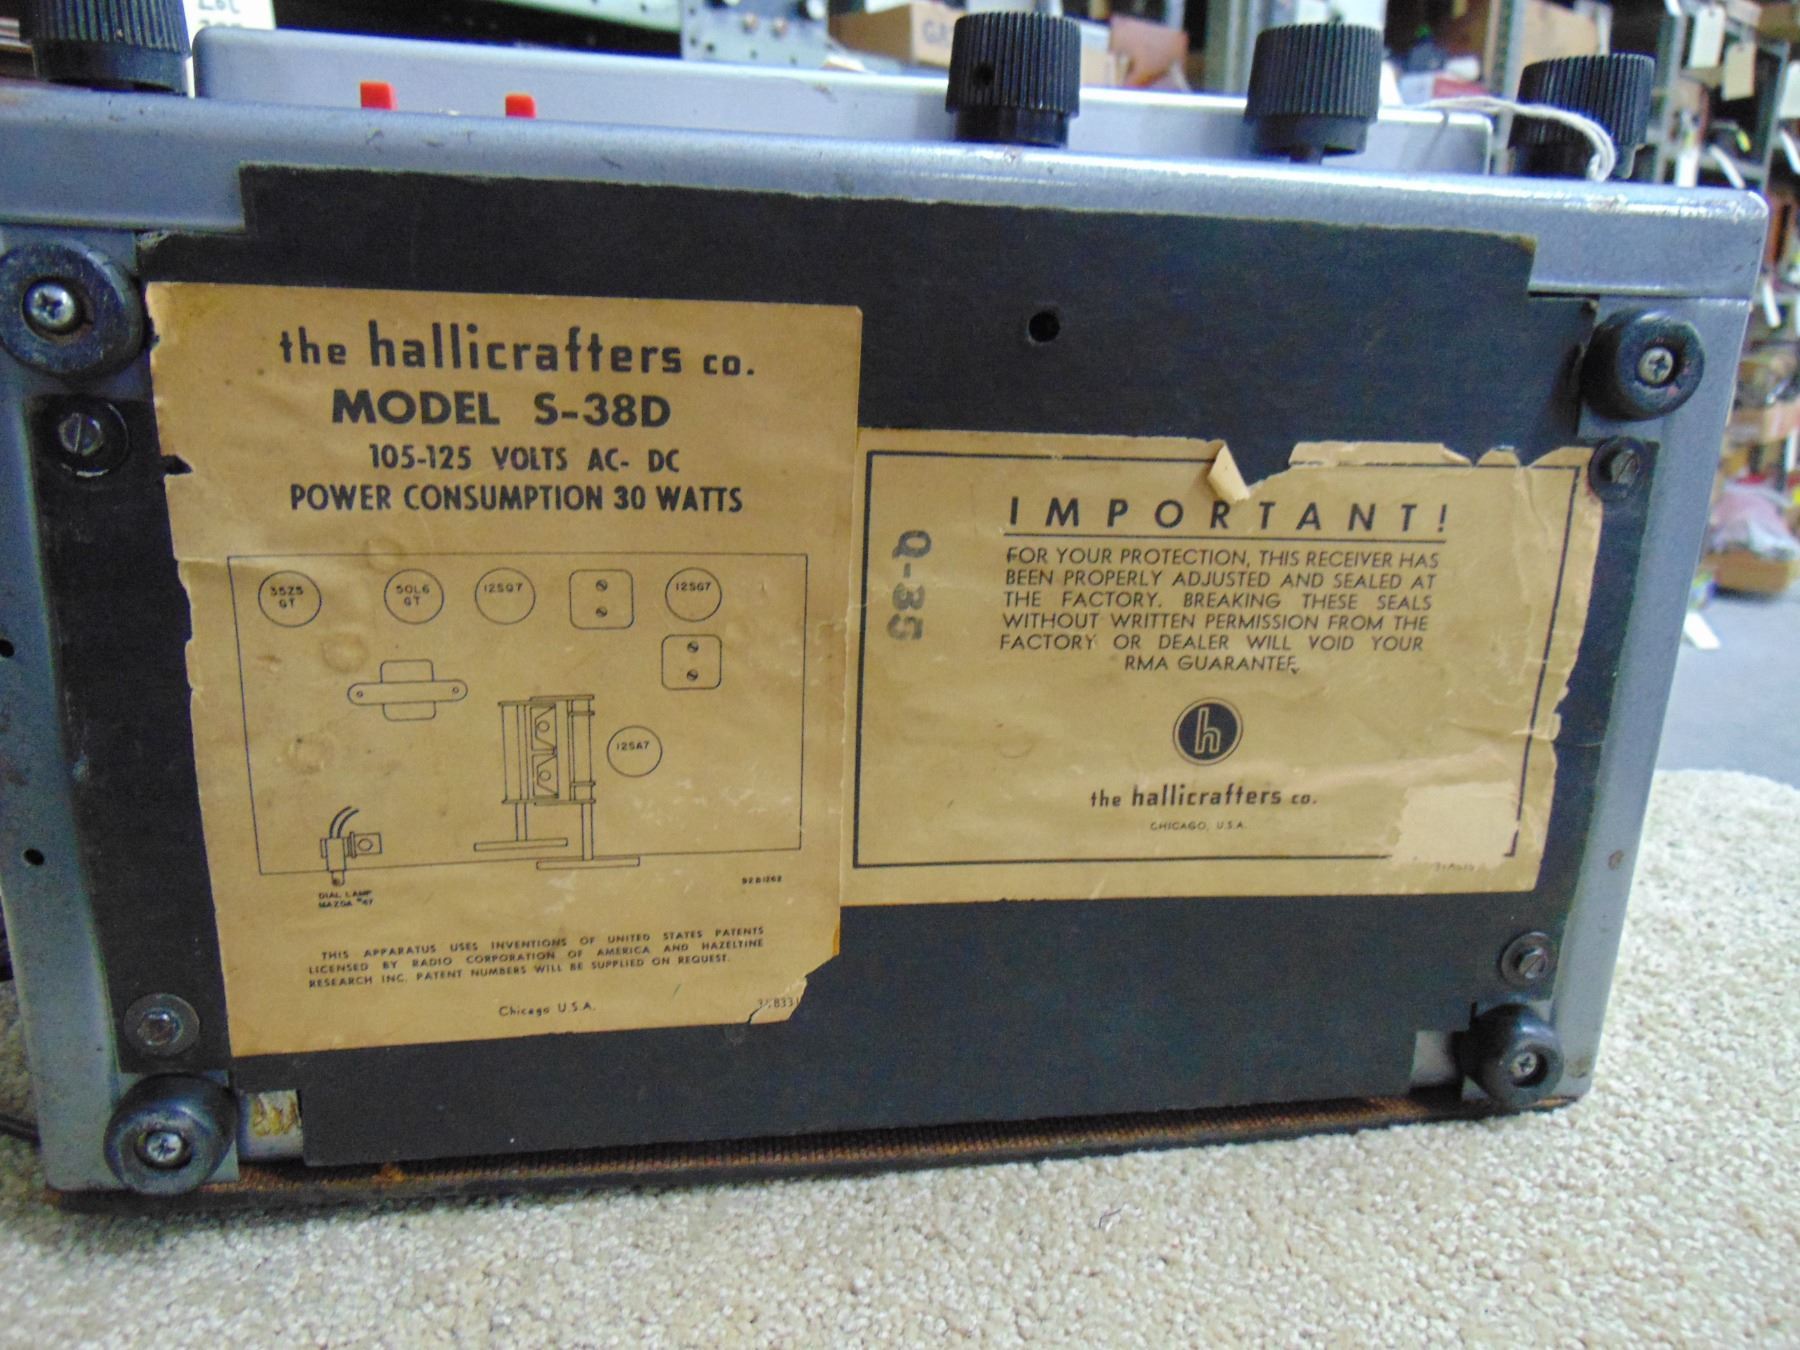 the hallicrafters co.
MODEL S-38D
105-125 VOLTS AC- DC
POWER CONSUMPTION 30 WATTS
35Z5
GT
50L6
GT
12SQ7
12SG7
12SA7
DIAL LAMP
MAZDA #47
92B1262
THIS APPARATUS USES INVENTIONS OF UNITED STATES PATENTS
LICENSED BY RADIO CORPORATION OF AMERICA AND HAZELTINE
RESEARCH INC. PATENT NUMBERS WILL BE SUPPLIED ON REQUEST.
Chicago U.S.A.
Q-35
IMPORTANT!
FOR YOUR PROTECTION, THIS RECEIVER HAS
BEEN PROPERLY ADJUSTED AND SEALED AT
THE FACTORY. BREAKING THESE SEALS
WITHOUT WRITTEN PERMISSION FROM THE
FACTORY OR DEALER WILL VOID YOUR
RMA GUARANTEE.
h
the hallicrafters co.
CHICAGO, U.S.A.